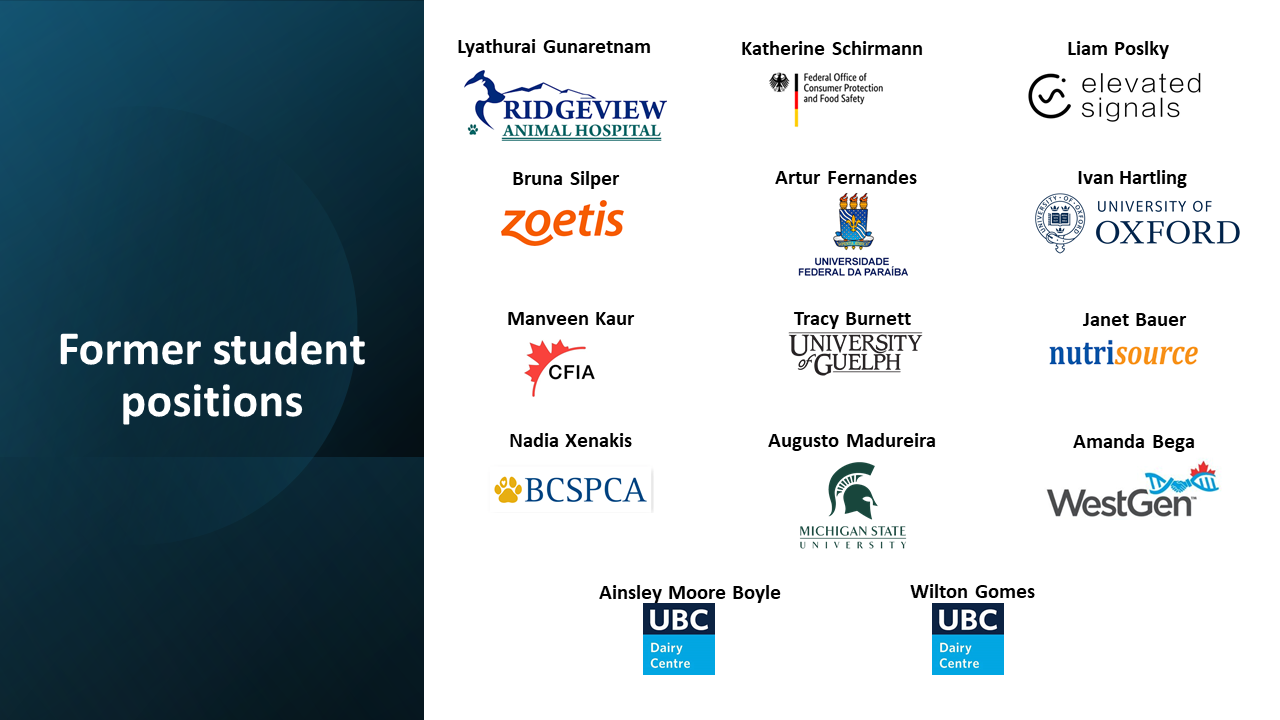 Former student
positions
Lyathurai Gunaretnam
RIDGEVIEW
ANIMAL HOSPITAL
Katherine Schirmann
Federal Office of
Consumer Protection
and Food Safety
Liam Poslky
elevated
signals
Bruna Silper
zoetis
Artur Fernandes
UNIVERSIDADE
FEDERAL DA PARAÍBA
Ivan Hartling
UNIVERSITY OF
OXFORD
Manveen Kaur
CFIA
Tracy Burnett
UNIVERSITY
of GUELPH
Janet Bauer
nutrisource
Nadia Xenakis
BCSPCA
Augusto Madureira
MICHIGAN STATE
UNIVERSITY
Amanda Bega
WestGen™
Ainsley Moore Boyle
UBC
Dairy
Centre
Wilton Gomes
UBC
Dairy
Centre